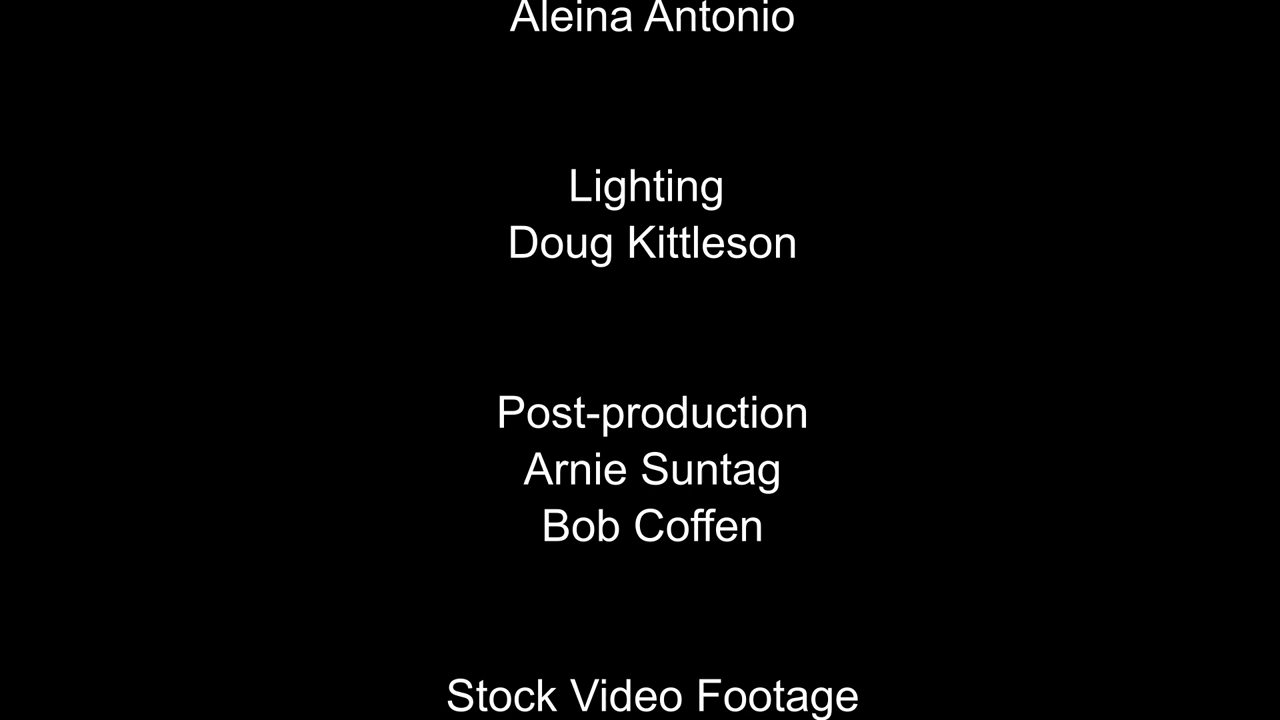 Aleina Antonio
Lighting
Doug Kittleson
Post-production
Arnie Suntag
Bob Coffen
Stock Video Footage